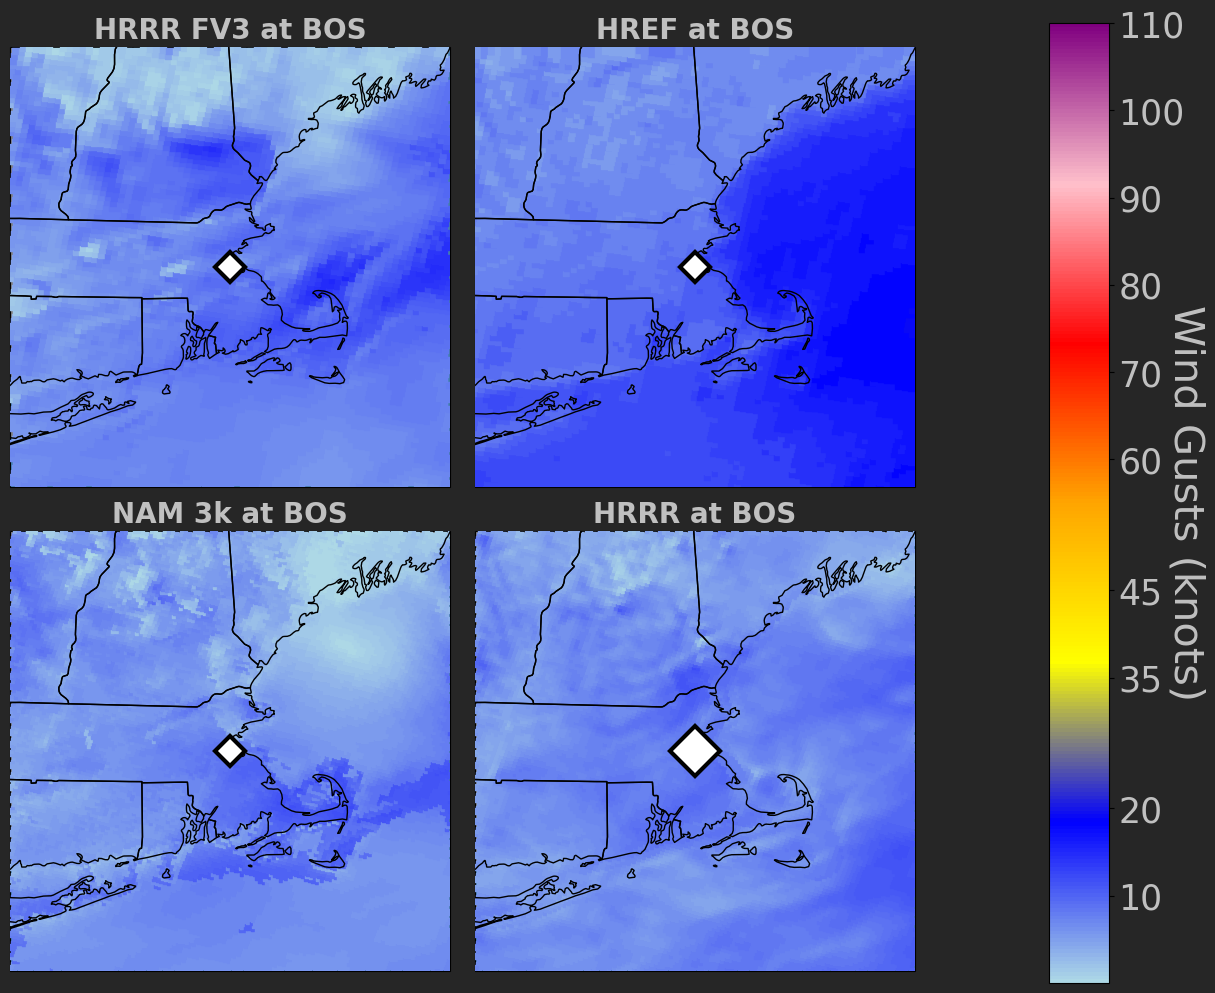 HRRR FV3 at BOS
HREF at BOS
NAM 3k at BOS
HRRR at BOS
110
100
90
80
70
60
45
35
20
10
Wind Gusts (knots)